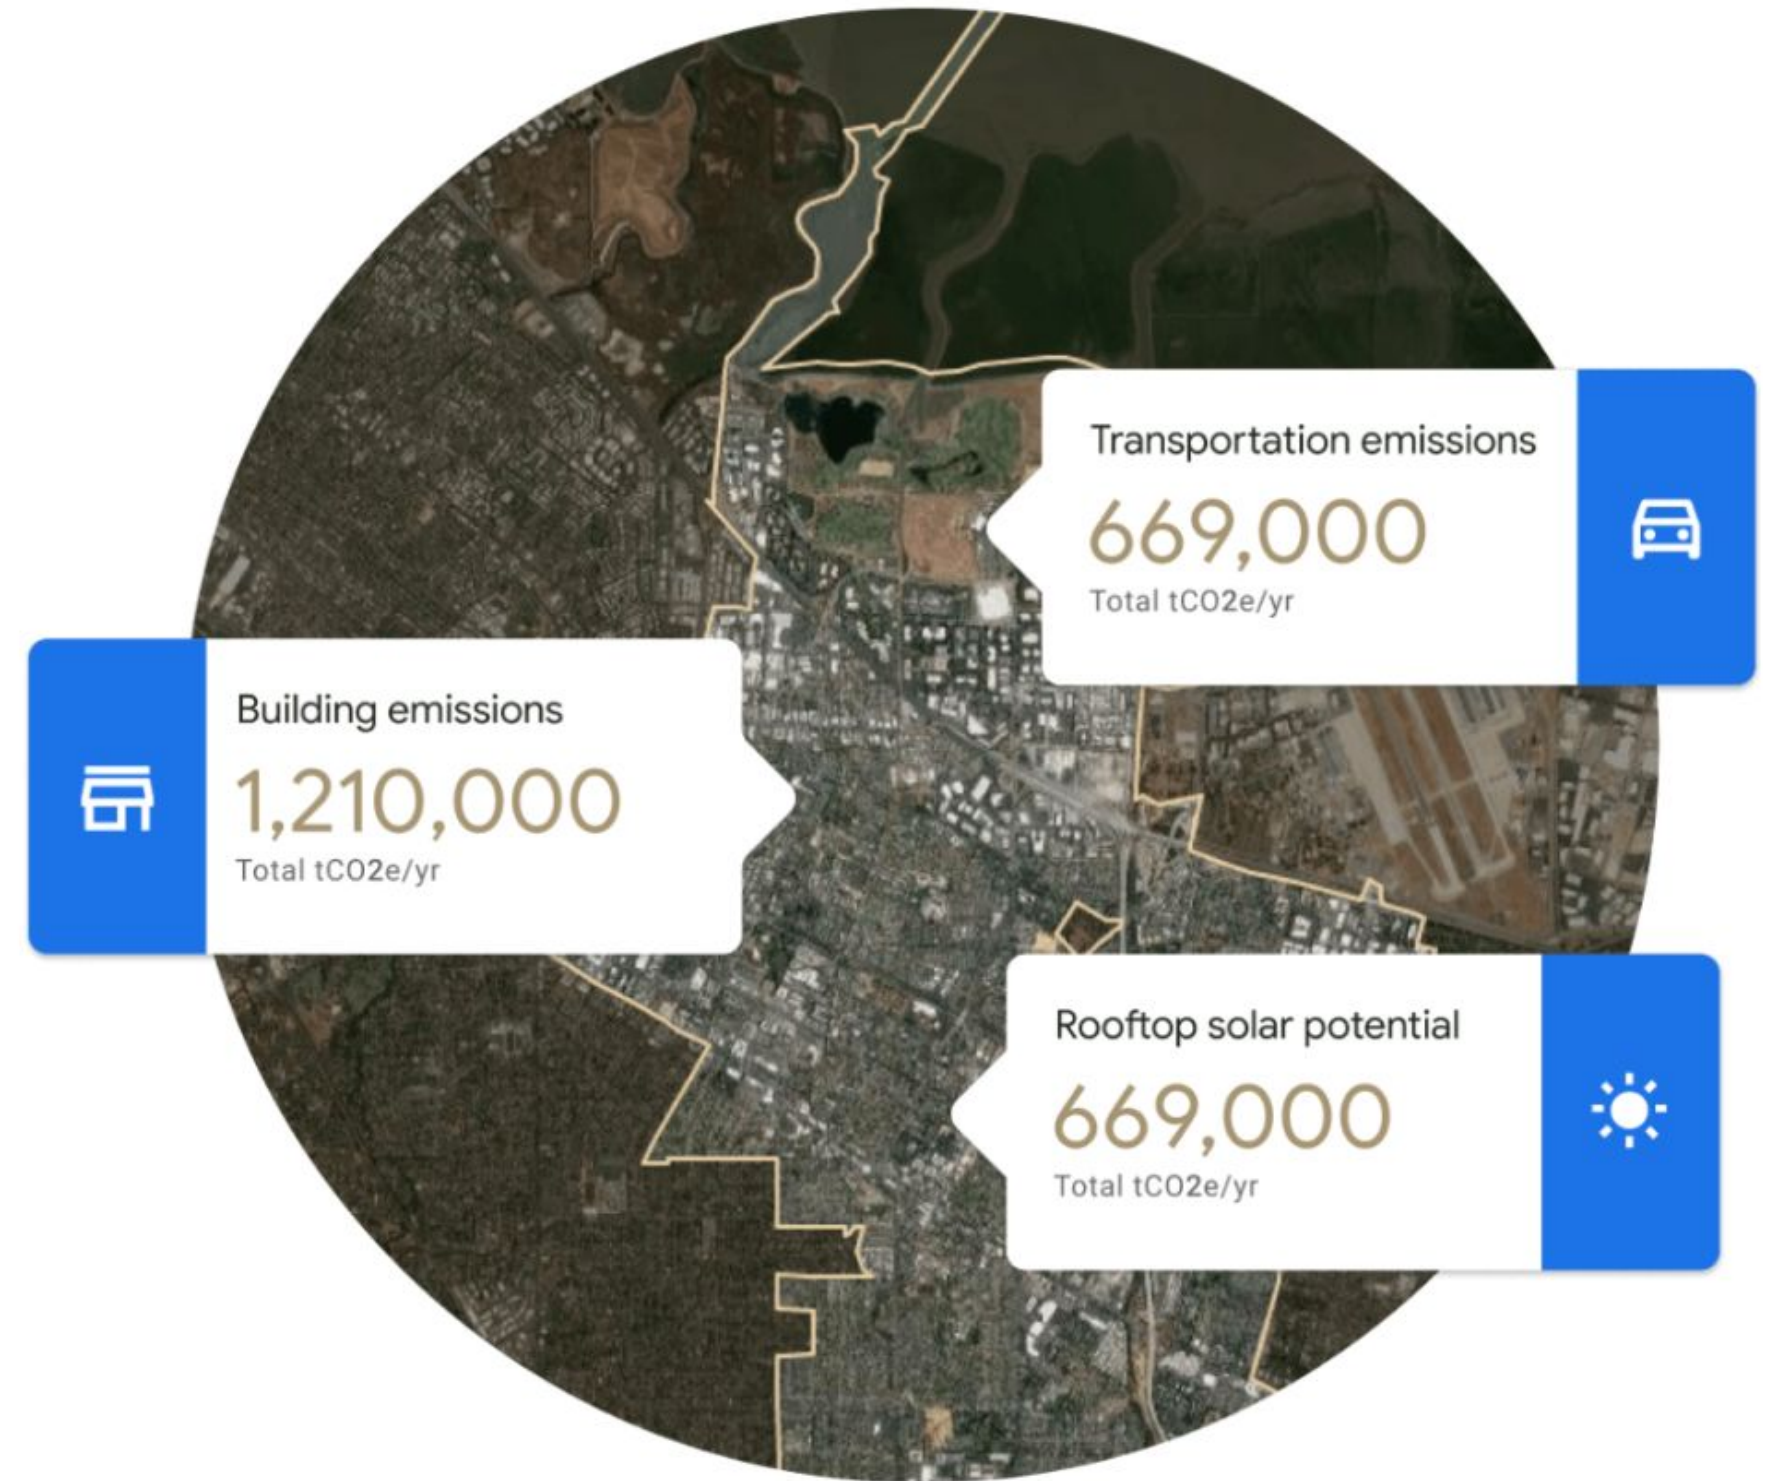 Transportation emissions
669,000
Total tCO2e/yr
Building emissions
1,210,000
Total tCO2e/yr
Rooftop solar potential
669,000
Total tCO2e/yr